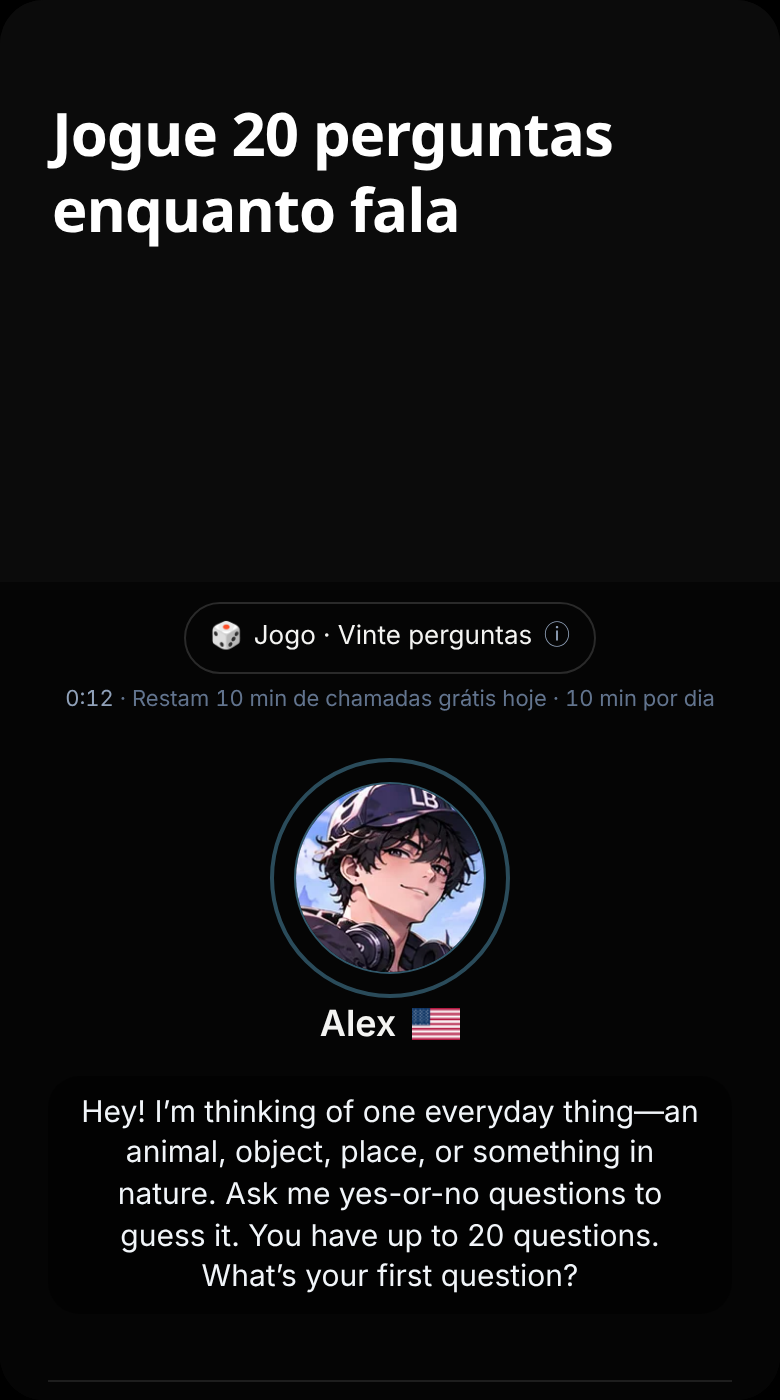 Jogue 20 perguntas
enquanto fala
Jogo · Vinte perguntas ⓘ
0:12 · Restam 10 min de chamadas grátis hoje · 10 min por dia
LB
Alex
Hey! I’m thinking of one everyday thing—an
animal, object, place, or something in
nature. Ask me yes-or-no questions to
guess it. You have up to 20 questions.
What’s your first question?